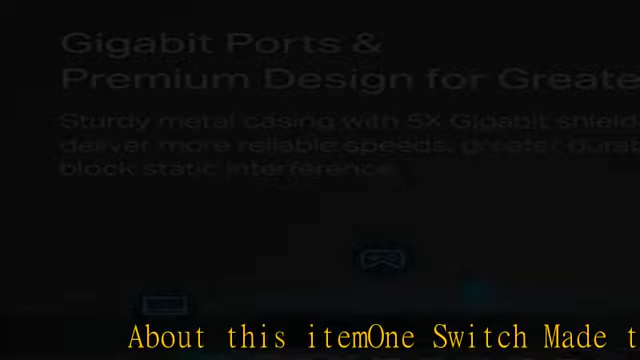 Gigabit Ports &
Premium Design for Greate
Sturdy metal casing with 5X Gigabit shield
deliver more reliable speeds, greater durab
block static interference
About this itemOne Switch Made t